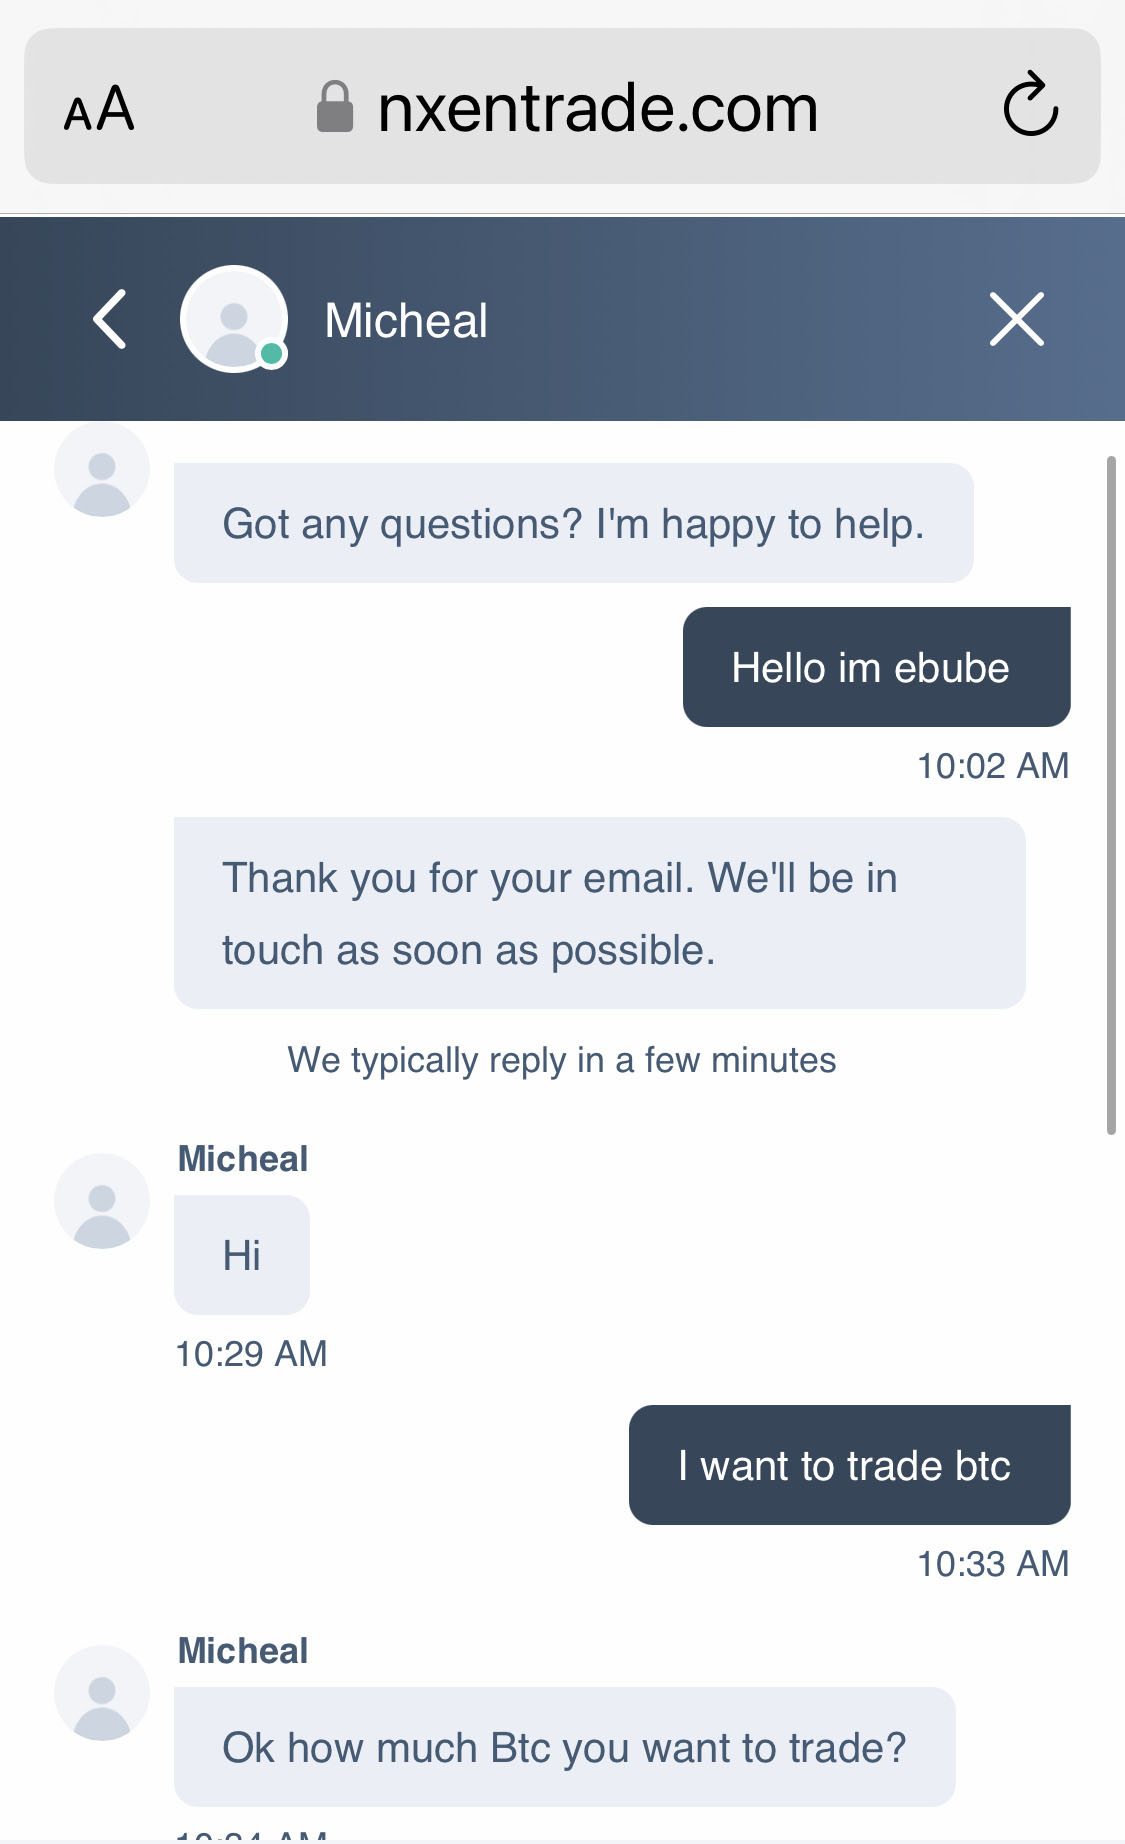 AA
nxentrade.com
Micheal
Got any questions? I'm happy to help.
Hello im ebube
10:02 AM
Thank you for your email. We'll be in
touch as soon as possible.
We typically reply in a few minutes
Micheal
Hi
10:29 AM
I want to trade btc
10:33 AM
Micheal
Ok how much Btc you want to trade?
10:34 AM